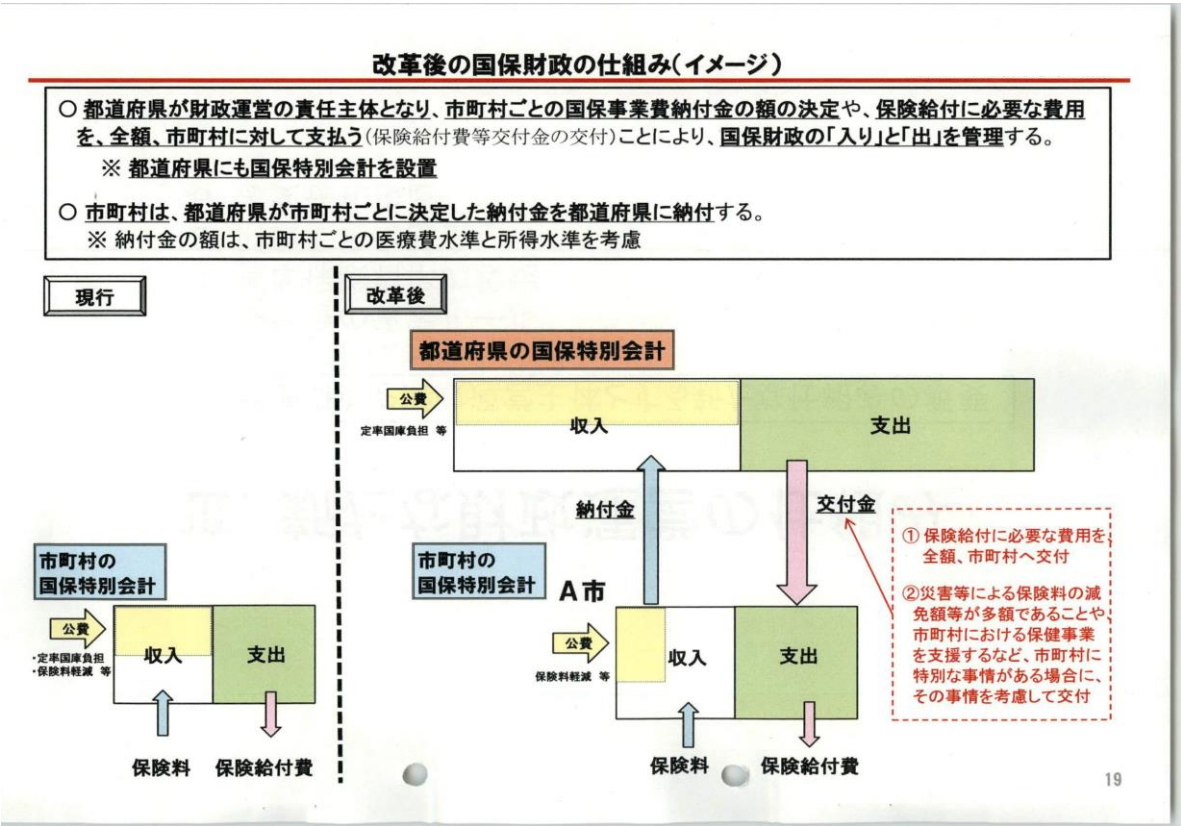 改革後の国保財政の仕組み(イメージ)
○ 都道府県が財政運営の責任主体となり、市町村ごとの国保事業費納付金の額の決定や、保険給付に必要な費用
を、全額、市町村に対して支払う(保険給付費等交付金の交付)ことにより、国保財政の「入り」と「出」を管理する。
※ 都道府県にも国保特別会計を設置
○ 市町村は、都道府県が市町村ごとに決定した納付金を都道府県に納付する。
※ 納付金の額は、市町村ごとの医療費水準と所得水準を考慮
現行
市町村の
国保特別会計
公費
・定率国庫負担
・保険料軽減 等
収入
支出
保険料
保険給付費
改革後
都道府県の国保特別会計
公費
定率国庫負担 等
収入
支出
納付金
交付金
市町村の
国保特別会計
A市
公費
保険料軽減 等
収入
支出
保険料
保険給付費
① 保険給付に必要な費用を、
全額、市町村へ交付
②災害等による保険料の減
免額等が多額であることや、
市町村における保健事業
を支援するなど、市町村に
特別な事情がある場合に、
その事情を考慮して交付
19